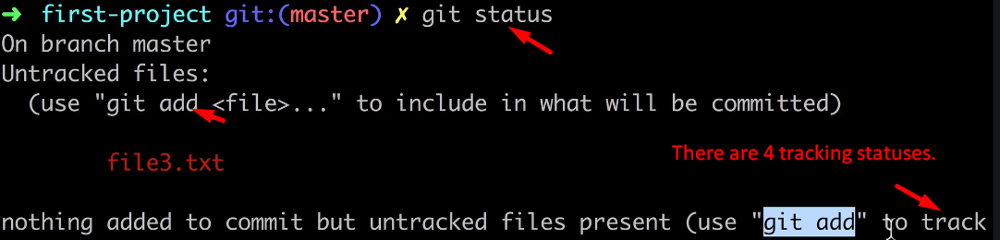 ➜ first-project git:(master) ✗ git status
On branch master
Untracked files:
(use "git add <file>..." to include in what will be committed)
file3.txt
There are 4 tracking statuses.
nothing added to commit but untracked files present (use "git add" to track